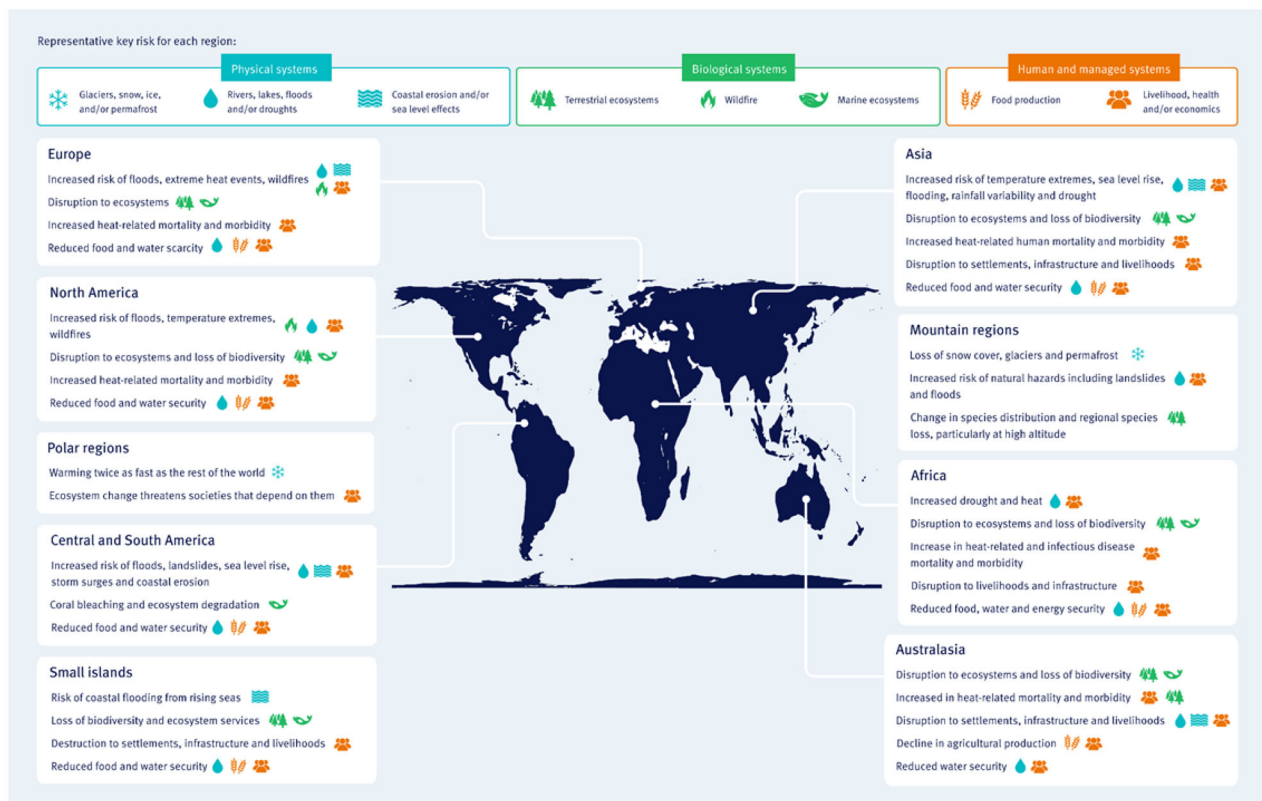 Representative key risk for each region:
Physical systems
Glaciers, snow, ice,
and/or permafrost
Rivers, lakes, floods
and/or droughts
Coastal erosion and/or
sea level effects
Biological systems
Terrestrial ecosystems
Wildfire
Marine ecosystems
Human and managed systems
Food production
Livelihood, health
and/or economics
Europe
Increased risk of floods, extreme heat events, wildfires
Disruption to ecosystems
Increased heat-related mortality and morbidity
Reduced food and water scarcity
North America
Increased risk of floods, temperature extremes,
wildfires
Disruption to ecosystems and loss of biodiversity
Increased heat-related mortality and morbidity
Reduced food and water security
Polar regions
Warming twice as fast as the rest of the world
Ecosystem change threatens societies that depend on them
Central and South America
Increased risk of floods, landslides, sea level rise,
storm surges and coastal erosion
Coral bleaching and ecosystem degradation
Reduced food and water security
Small islands
Risk of coastal flooding from rising seas
Loss of biodiversity and ecosystem services
Destruction to settlements, infrastructure and livelihoods
Reduced food and water security
Asia
Increased risk of temperature extremes, sea level rise,
flooding, rainfall variability and drought
Disruption to ecosystems and loss of biodiversity
Increased heat-related human mortality and morbidity
Disruption to settlements, infrastructure and livelihoods
Reduced food and water security
Mountain regions
Loss of snow cover, glaciers and permafrost
Increased risk of natural hazards including landslides
and floods
Change in species distribution and regional species
loss, particularly at high altitude
Africa
Increased drought and heat
Disruption to ecosystems and loss of biodiversity
Increase in heat-related and infectious disease
mortality and morbidity
Disruption to livelihoods and infrastructure
Reduced food, water and energy security
Australasia
Disruption to ecosystems and loss of biodiversity
Increased in heat-related mortality and morbidity
Disruption to settlements, infrastructure and livelihoods
Decline in agricultural production
Reduced water security